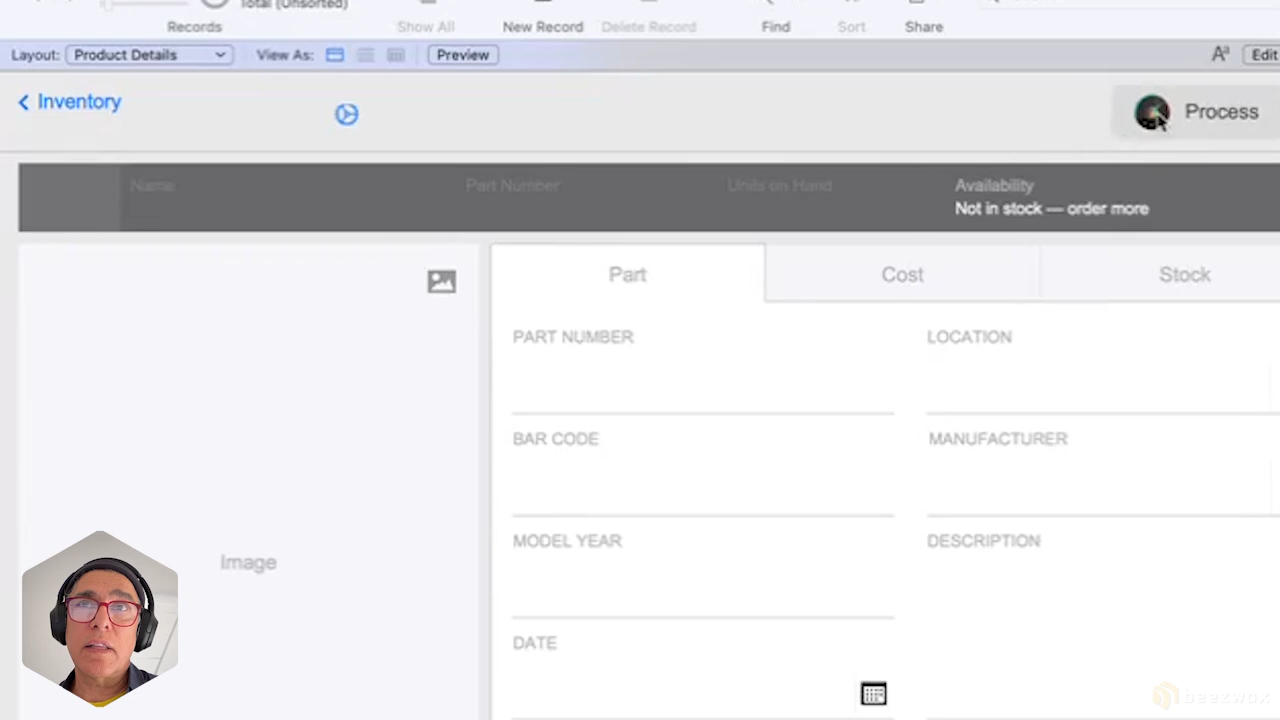 Total (Unsorted)
Records
Show All
New Record
Delete Record
Find
Sort
Share
Layout: Product Details
View As:
Preview
Aª
Edit
Inventory
Process
Name
Part Number
Units on Hand
Availability
Not in stock — order more
Part
Cost
Stock
PART NUMBER
LOCATION
BAR CODE
MANUFACTURER
Image
MODEL YEAR
DESCRIPTION
DATE
beezwax